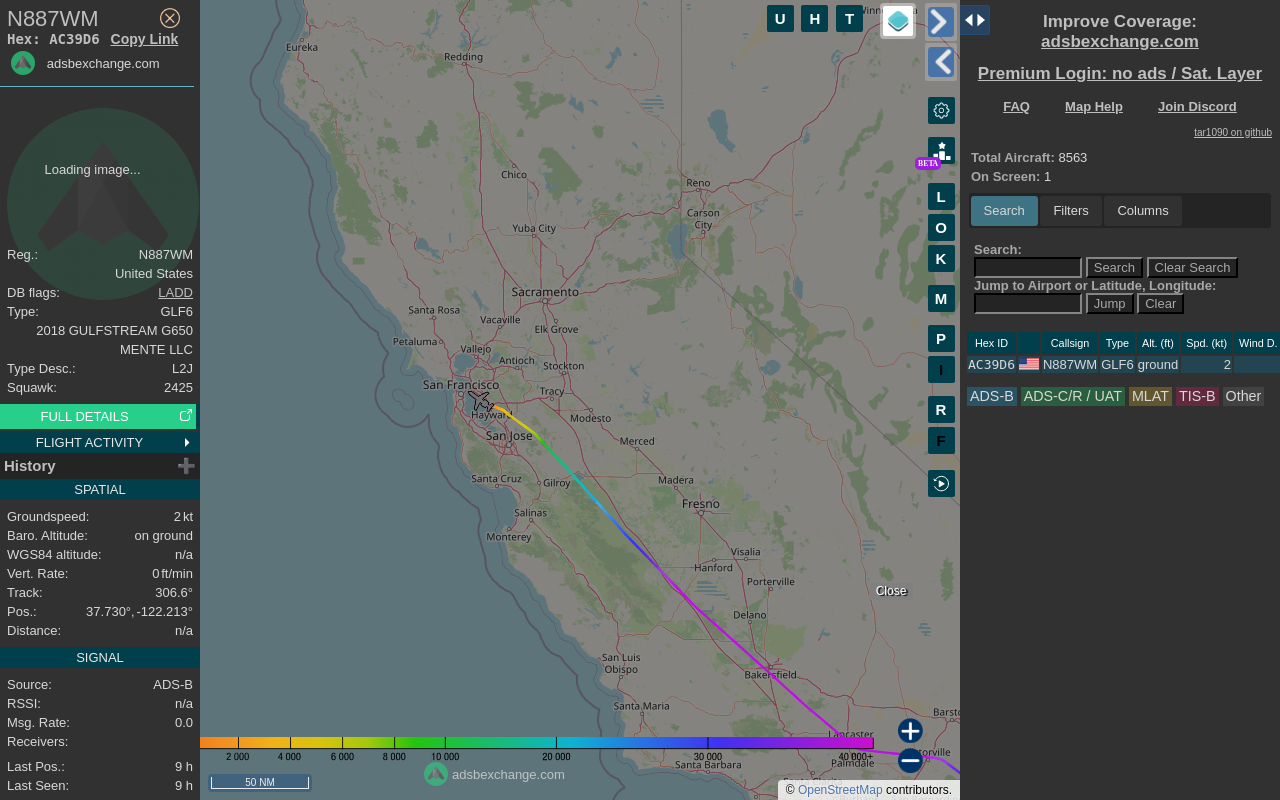 N887WM
Hex: AC39D6 Copy Link
adsbexchange.com
Loading image...
Reg.: N887WM
United States
DB flags: LADD
Type: GLF6
2018 GULFSTREAM G650
MENTE LLC
Type Desc.: L2J
Squawk: 2425
FULL DETAILS
FLIGHT ACTIVITY
History
SPATIAL
Groundspeed: 2 kt
Baro. Altitude: on ground
WGS84 altitude: n/a
Vert. Rate: 0 ft/min
Track: 306.6°
Pos.: 37.730°, -122.213°
Distance: n/a
SIGNAL
Source: ADS-B
RSSI: n/a
Msg. Rate: 0.0
Receivers:
Last Pos.: 9 h
Last Seen: 9 h
U H T
Eureka
Redding
Chico
Reno
Carson
City
Yuba City
Sacramento
Santa Rosa
Vacaville
Elk Grove
Petaluma
Vallejo
Antioch
Stockton
San Francisco
Tracy
Hayward
Modesto
San Jose
Merced
Santa Cruz
Gilroy
Madera
Salinas
Fresno
Monterey
Visalia
Hanford
Porterville
Delano
San Luis
Obispo
Bakersfield
Santa Maria
Lancaster
Palmdale
Santa Barbara
BETA
L
O
K
M
P
I
R
F
Close
2 000 4 000 6 000 8 000 10 000 20 000 30 000 40 000+
50 NM
adsbexchange.com
© OpenStreetMap contributors.
Improve Coverage:
adsbexchange.com
Premium Login: no ads / Sat. Layer
FAQ Map Help Join Discord
tar1090 on github
Total Aircraft: 8563
On Screen: 1
Search Filters Columns
Search:
Search Clear Search
Jump to Airport or Latitude, Longitude:
Jump Clear
Hex ID Callsign Type Alt. (ft) Spd. (kt) Wind D.
AC39D6 N887WM GLF6 ground 2
ADS-B ADS-C/R / UAT MLAT TIS-B Other